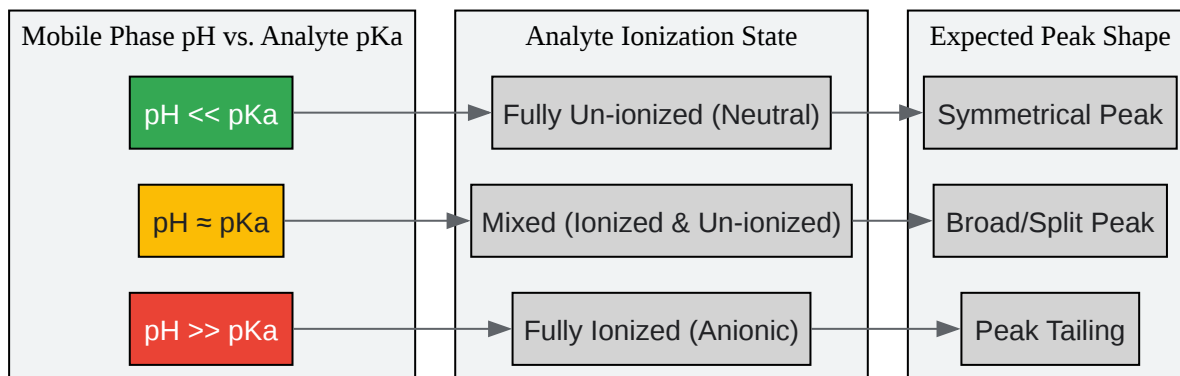 Mobile Phase pH vs. Analyte pKa
Analyte Ionization State
Expected Peak Shape
pH << pKa
Fully Un-ionized (Neutral)
Symmetrical Peak
pH ≈ pKa
Mixed (Ionized & Un-ionized)
Broad/Split Peak
pH >> pKa
Fully Ionized (Anionic)
Peak Tailing